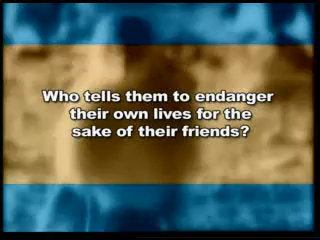 Who tells them to endanger
their own lives for the
sake of their friends?